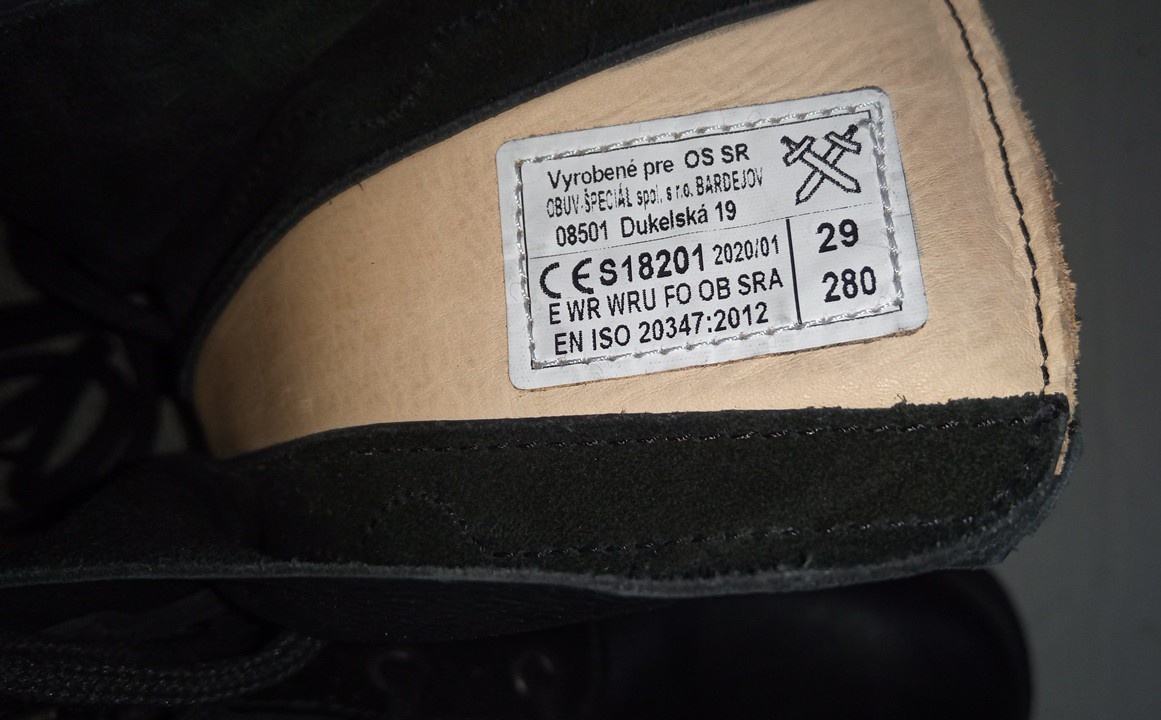 Vyrobené pre OS SR
OBUV-ŠPECIÁL spol. s r.o. BARDEJOV
08501 Dukelská 19
CE S18201 2020/01
E WR WRU FO OB SRA
EN ISO 20347:2012
29
280